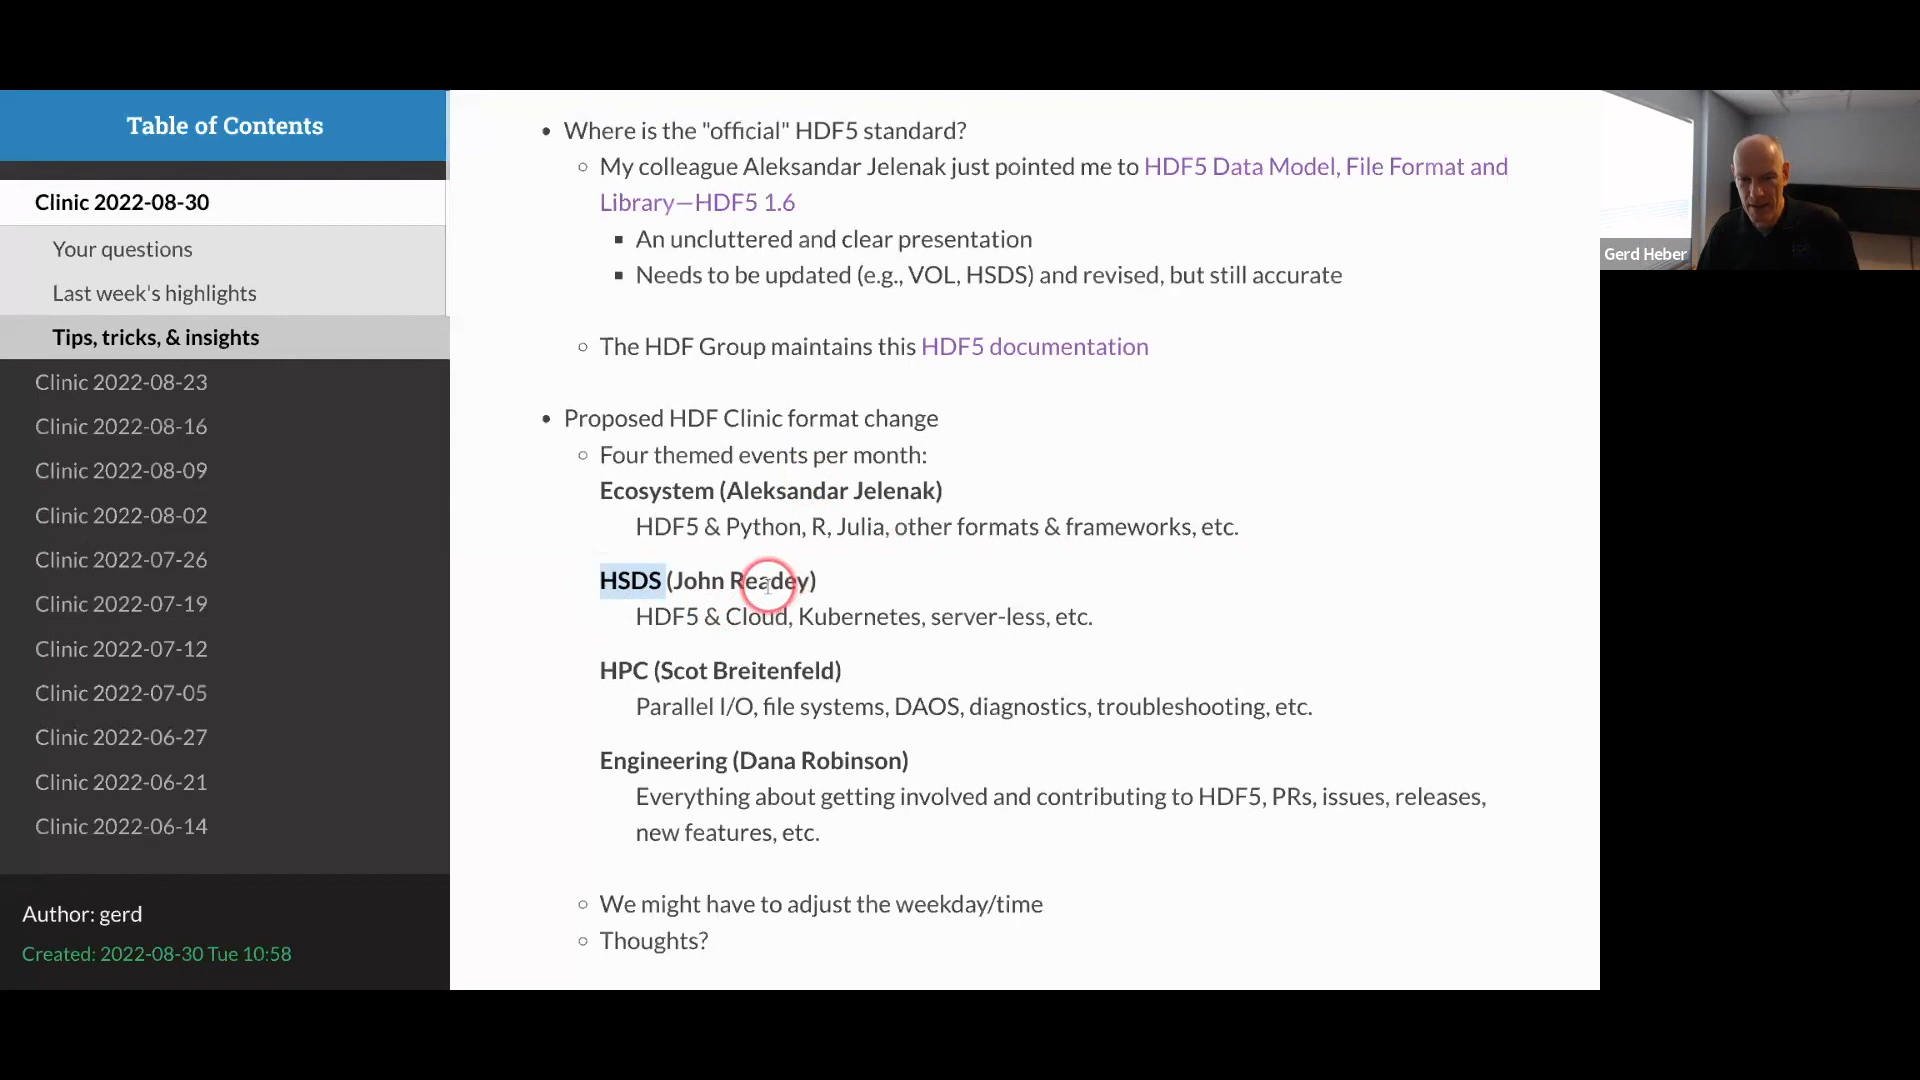 Table of Contents
Clinic 2022-08-30
Your questions
Last week's highlights
Tips, tricks, & insights
Clinic 2022-08-23
Clinic 2022-08-16
Clinic 2022-08-09
Clinic 2022-08-02
Clinic 2022-07-26
Clinic 2022-07-19
Clinic 2022-07-12
Clinic 2022-07-05
Clinic 2022-06-27
Clinic 2022-06-21
Clinic 2022-06-14
Author: gerd
Created: 2022-08-30 Tue 10:58
• Where is the "official" HDF5 standard?
◦ My colleague Aleksandar Jelenak just pointed me to HDF5 Data Model, File Format and
Library—HDF5 1.6
▪ An uncluttered and clear presentation
▪ Needs to be updated (e.g., VOL, HSDS) and revised, but still accurate
◦ The HDF Group maintains this HDF5 documentation
• Proposed HDF Clinic format change
◦ Four themed events per month:
Ecosystem (Aleksandar Jelenak)
HDF5 & Python, R, Julia, other formats & frameworks, etc.
HSDS (John Readey)
HDF5 & Cloud, Kubernetes, server-less, etc.
HPC (Scot Breitenfeld)
Parallel I/O, file systems, DAOS, diagnostics, troubleshooting, etc.
Engineering (Dana Robinson)
Everything about getting involved and contributing to HDF5, PRs, issues, releases,
new features, etc.
◦ We might have to adjust the weekday/time
◦ Thoughts?
Gerd Heber